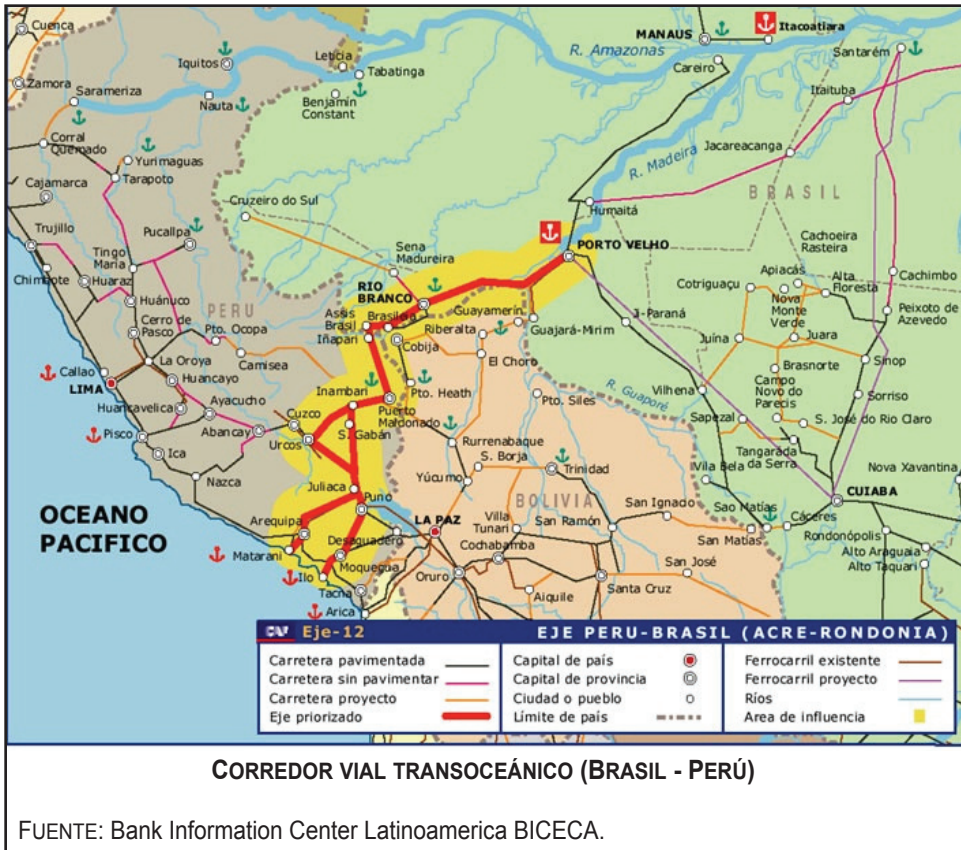 Cuenca
Zamora
Sarameriza
Iquitos
Nauta
Leticia
Tabatinga
Benjamin
Constant
R. Amazonas
MANAUS
Itacoatiara
Careiro
Santarém
Itaituba
Jacareacanga
R. Madeira
BRASIL
Humaitá
Corral
Quemado
Yurimaguas
Tarapoto
Cajamarca
Trujillo
Pucallpa
Tingo
Maria
Chimbote
Huaraz
Huánuco
PERU
Cerro de
Pasco
Pto. Ocopa
Camisea
La Oroya
Callao
LIMA
Huancayo
Huancavelica
Ayacucho
Abancay
Pisco
Ica
Nazca
Cruzeiro do Sul
Sena
Madureira
PORTO VELHO
RIO
BRANCO
Assis
Brasil
Brasileia
Iñapari
Cobija
Riberalta
Guayamerín
Guajará-Mirim
El Choro
Inambari
Pto. Heath
Puerto
Maldonado
Cuzco
Urcos
S. Gabán
Juliaca
Puno
Arequipa
Matarani
Desaguadero
Moquegua
Ilo
Tacna
Arica
OCEANO
PACIFICO
Pto. Siles
R. Guaporé
Rurrenabaque
S. Borja
Yúcumo
Trinidad
BOLIVIA
LA PAZ
Villa
Tunari
San Ramón
San Ignacio
Cochabamba
Oruro
Aiquile
Santa Cruz
San José
San Matías
Sao Matías
Cáceres
Vila Bela
Ji-Paraná
Vilhena
Cotriguaçu
Apiacás
Cachoeira
Rasteira
Alta
Floresta
Nova
Monte
Verde
Cachimbo
Peixoto de
Azevedo
Juína
Juara
Brasnorte
Sinop
Campo
Novo do
Parecis
Sorriso
Sapezal
S. José do Rio Claro
Tangarada
da Serra
Nova Xavantina
CUIABA
Rondonópolis
Alto Araguaia
Alto Taquari
CAF Eje-12
EJE PERU-BRASIL (ACRE-RONDONIA)
Carretera pavimentada
Carretera sin pavimentar
Carretera proyecto
Eje priorizado
Capital de país
Capital de provincia
Ciudad o pueblo
Límite de país
Ferrocarril existente
Ferrocarril proyecto
Ríos
Area de influencia
CORREDOR VIAL TRANSOCEÁNICO (BRASIL - PERÚ)
FUENTE: Bank Information Center Latinoamerica BICECA.